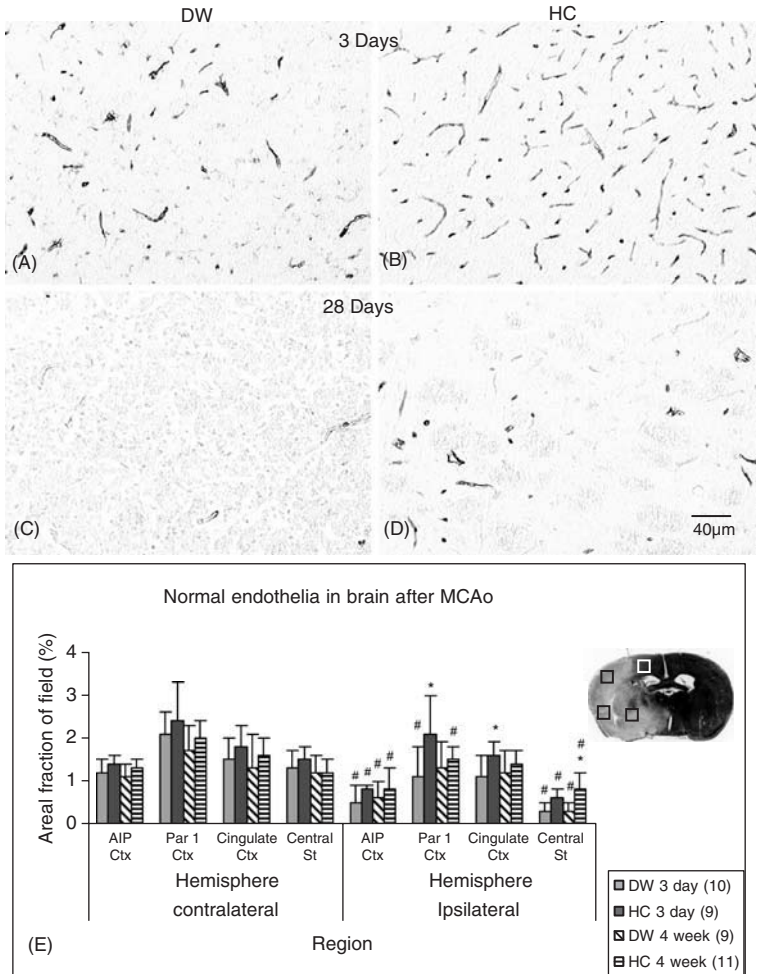 DW HC
3 Days
(A) (B)
28 Days
(C) (D)
40μm
Normal endothelia in brain after MCAo
Areal fraction of field (%)
4
3
2
1
0
* * # # # # # # * # # # # *
AIP Ctx
Par 1 Ctx
Cingulate Ctx
Central St
AIP Ctx
Par 1 Ctx
Cingulate Ctx
Central St
Hemisphere contralateral
Hemisphere Ipsilateral
Region
(E)
DW 3 day (10)
HC 3 day (9)
DW 4 week (9)
HC 4 week (11)